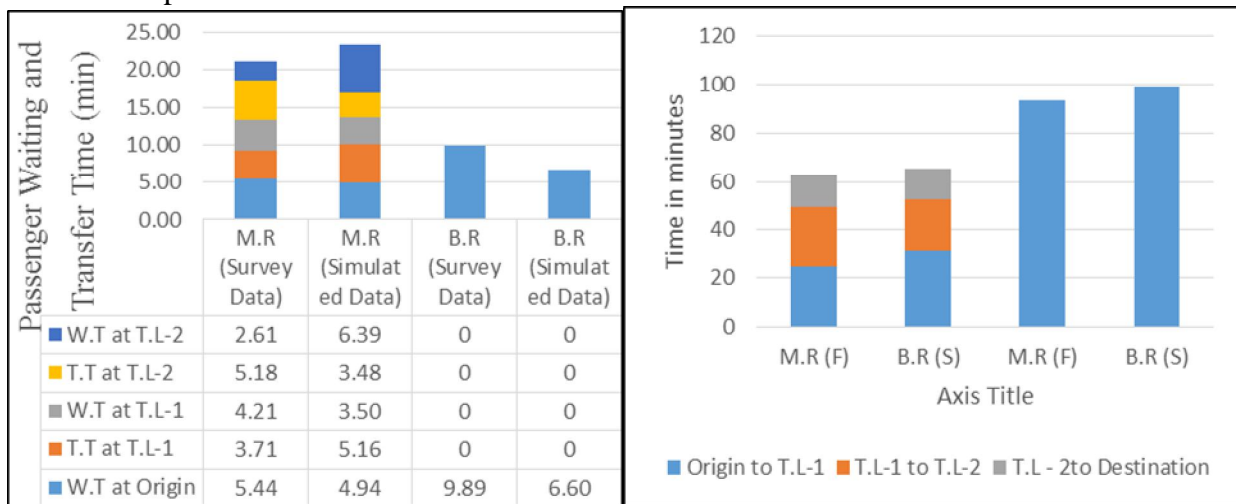 Passenger Waiting and
Transfer Time (min)
25.00
20.00
15.00
10.00
5.00
0.00
M.R (Survey Data) M.R (Simulat ed Data) B.R (Survey Data) B.R (Simulat ed Data)
W.T at T.L-2 2.61 6.39 0 0
T.T at T.L-2 5.18 3.48 0 0
W.T at T.L-1 4.21 3.50 0 0
T.T at T.L-1 3.71 5.16 0 0
W.T at Origin 5.44 4.94 9.89 6.60
Time in minutes
120
100
80
60
40
20
0
M.R (F) B.R (S) M.R (F) B.R (S)
Axis Title
Origin to T.L-1 T.L-1 to T.L-2 T.L - 2to Destination